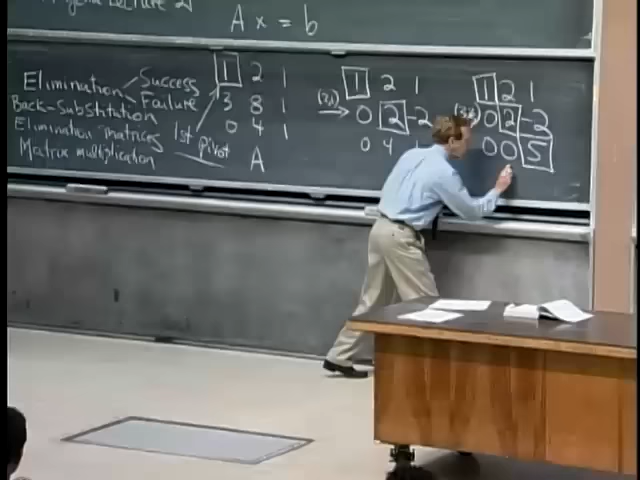 Lecture 2
Ax = b
Elimination Success
Failure
Back-Substitution
Elimination matrices
Matrix multiplication
1st Pivot
1 2 1
3 8 1
0 4 1
A
(2,1)
1 2 1
0 2 -2
0 4
1 2 1
0 2 -2
0 0 5